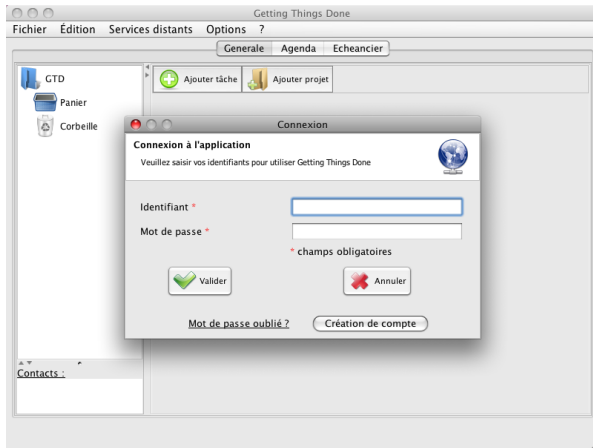 Getting Things Done
Fichier Édition Services distants Options ?
Generale Agenda Echeancier
GTD
Panier
Corbeille
Ajouter tâche Ajouter projet
Connexion
Connexion à l'application
Veuillez saisir vos identifiants pour utiliser Getting Things Done
Identifiant *
Mot de passe *
* champs obligatoires
Valider Annuler
Mot de passe oublié ? Création de compte
Contacts :